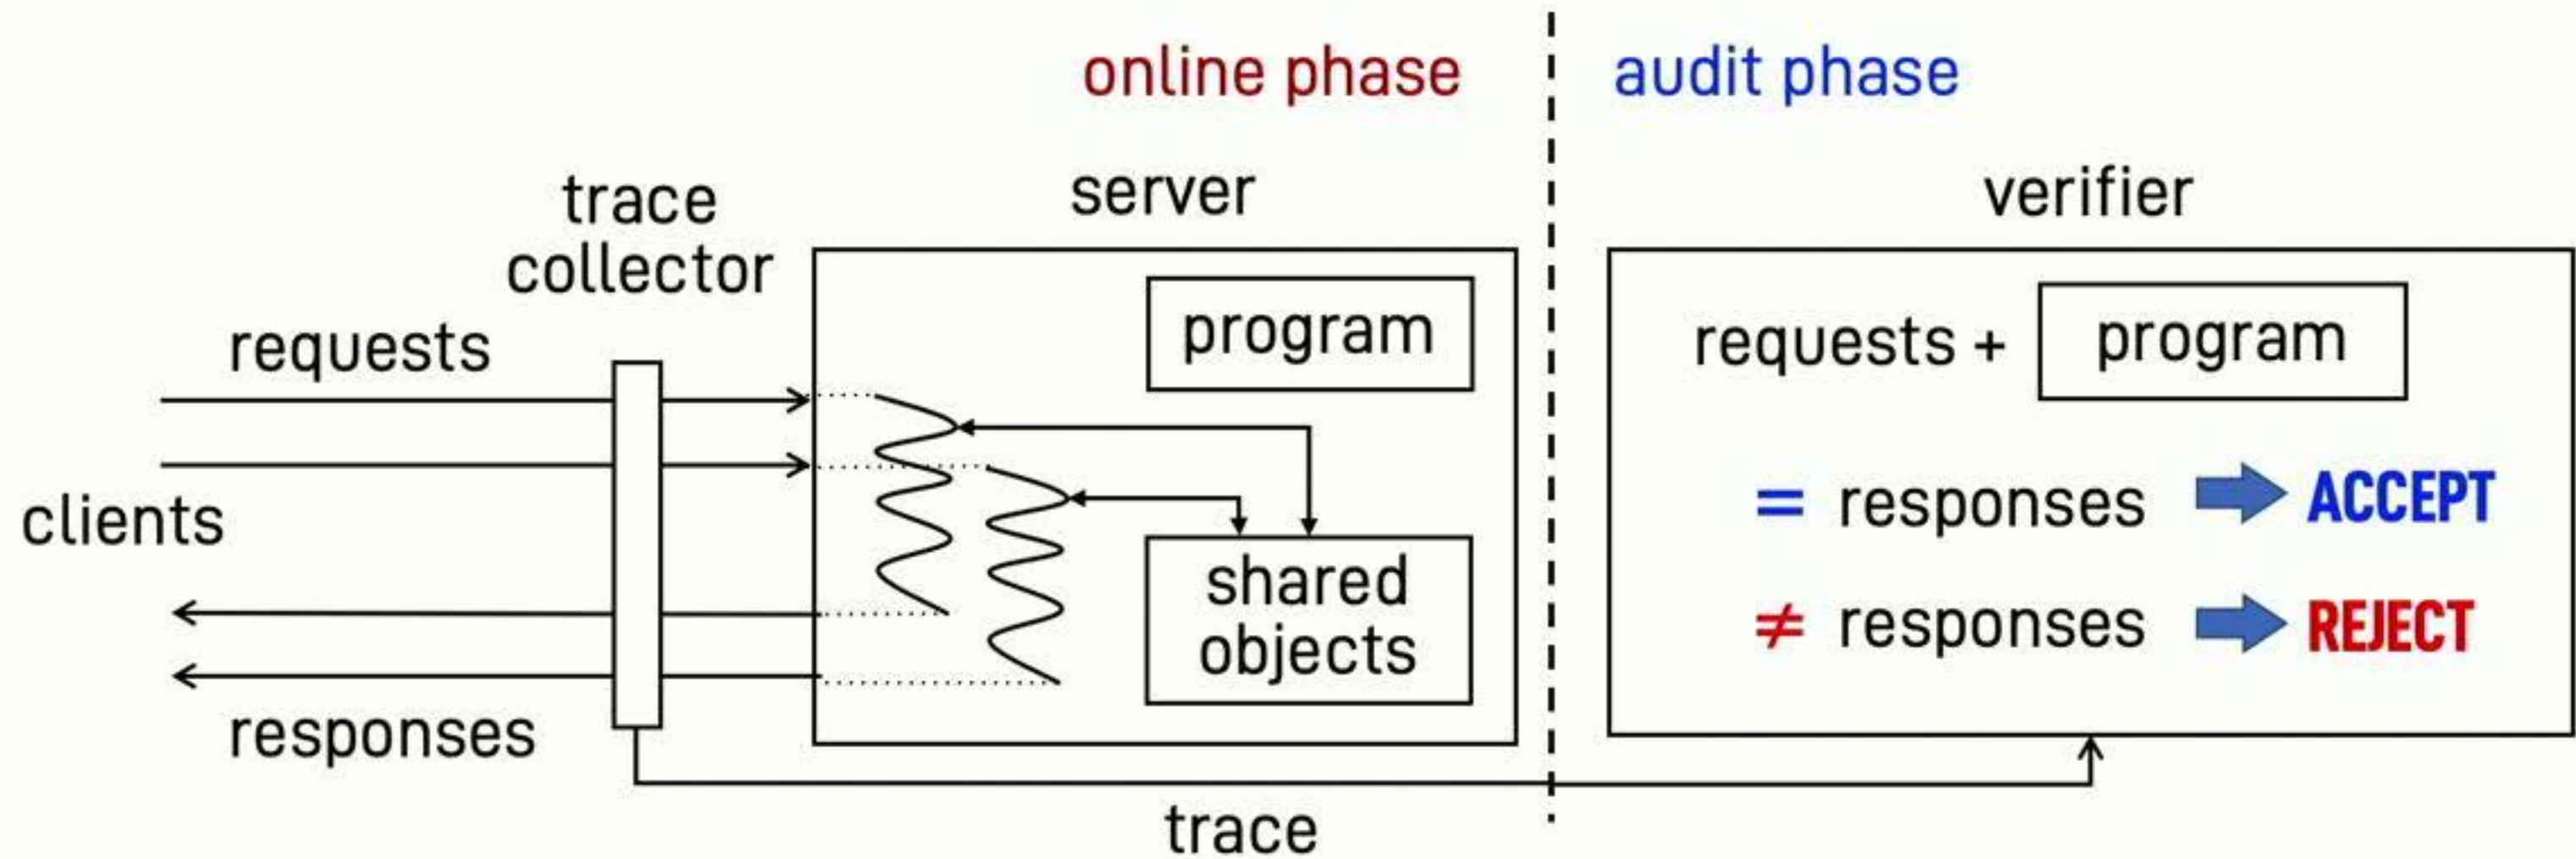 online phase
audit phase
trace
collector
server
verifier
requests
program
requests +
program
clients
= responses
ACCEPT
shared
objects
≠ responses
REJECT
responses
trace